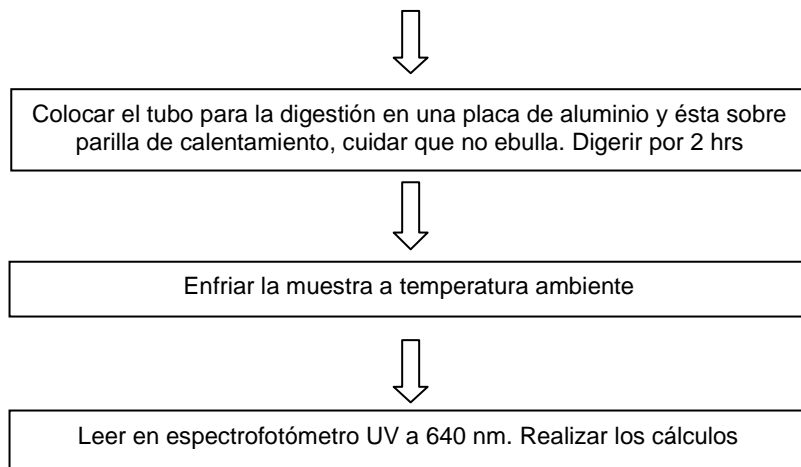 Colocar el tubo para la digestión en una placa de aluminio y ésta sobre
parilla de calentamiento, cuidar que no ebulla. Digerir por 2 hrs
Enfriar la muestra a temperatura ambiente
Leer en espectrofotómetro UV a 640 nm. Realizar los cálculos